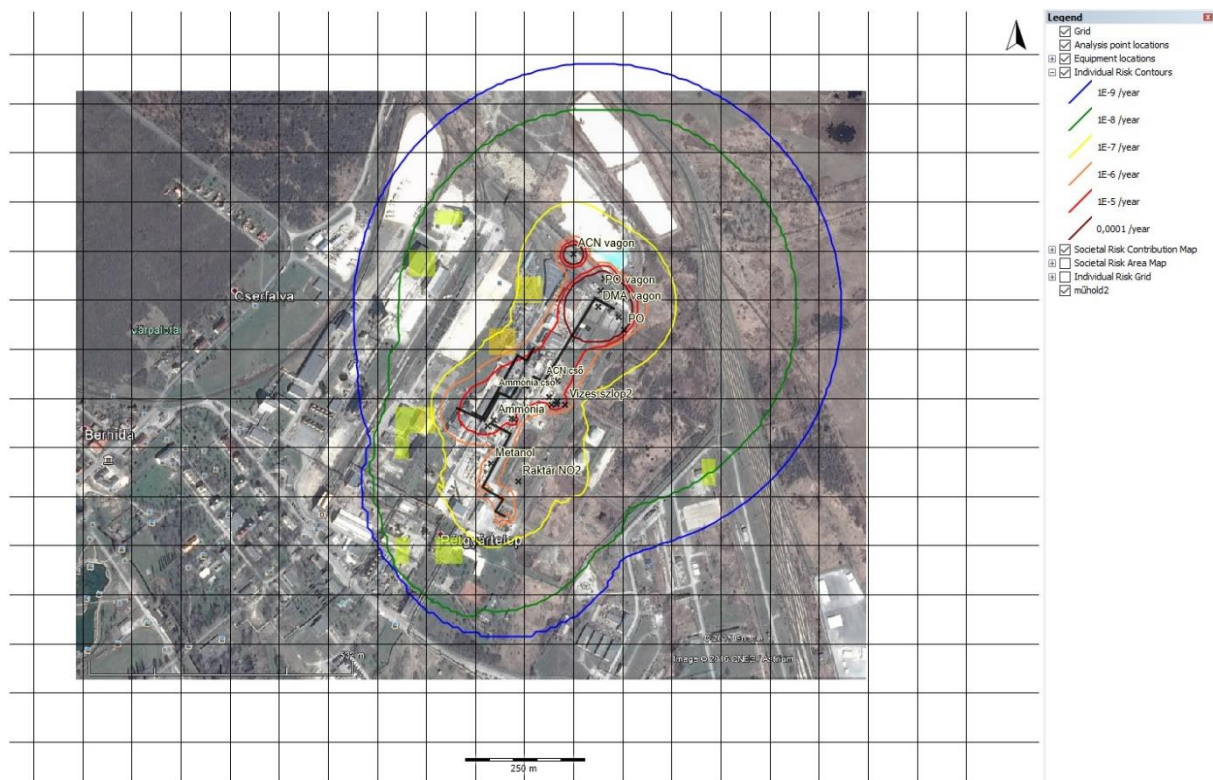 Legend
Grid
Analysis point locations
Equipment locations
Individual Risk Contours
1E-9 /year
1E-8 /year
1E-7 /year
1E-6 /year
1E-5 /year
0,0001 /year
Societal Risk Contribution Map
Societal Risk Area Map
Individual Risk Grid
műhold2
ACN vagon
PO vagon
DMA vagon
PO
Cserfalva
ACN cső
Ammónia cső
Vizes szlop2
Ammónia
Berhida
Metanol
Raktár NO2
250 m